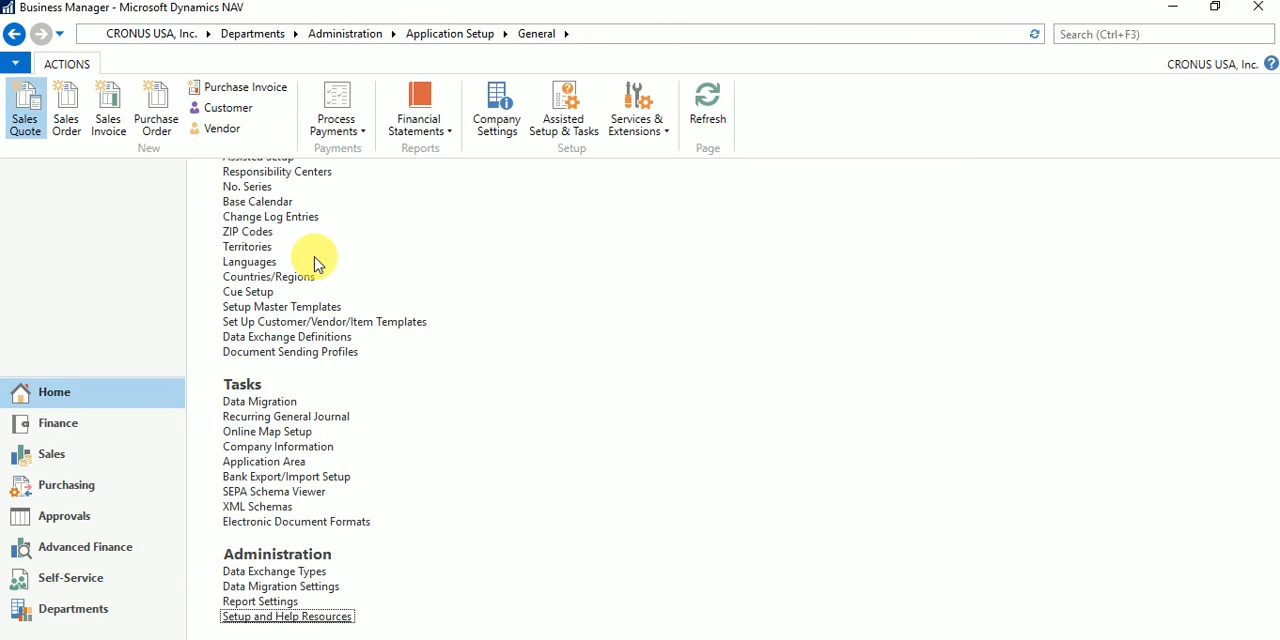 Business Manager - Microsoft Dynamics NAV
CRONUS USA, Inc. Departments Administration Application Setup General
Search (Ctrl+F3)
ACTIONS
CRONUS USA, Inc.
Sales Quote
Sales Order
Sales Invoice
Purchase Order
Purchase Invoice
Customer
Vendor
New
Process Payments
Payments
Financial Statements
Reports
Company Settings
Assisted Setup & Tasks
Services & Extensions
Setup
Refresh
Page
Assisted Setup
Responsibility Centers
No. Series
Base Calendar
Change Log Entries
ZIP Codes
Territories
Languages
Countries/Regions
Cue Setup
Setup Master Templates
Set Up Customer/Vendor/Item Templates
Data Exchange Definitions
Document Sending Profiles
Tasks
Data Migration
Recurring General Journal
Online Map Setup
Company Information
Application Area
Bank Export/Import Setup
SEPA Schema Viewer
XML Schemas
Electronic Document Formats
Administration
Data Exchange Types
Data Migration Settings
Report Settings
Setup and Help Resources
Home
Finance
Sales
Purchasing
Approvals
Advanced Finance
Self-Service
Departments